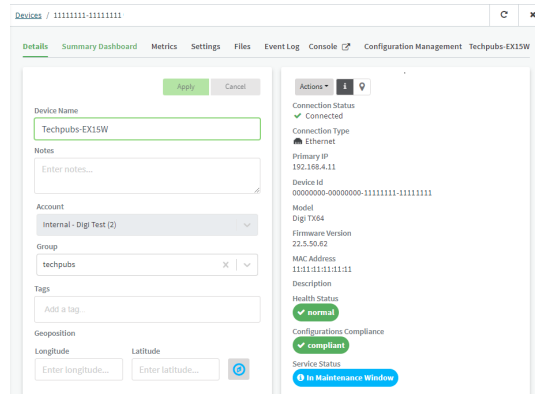 Devices / 11111111-11111111
Details Summary Dashboard Metrics Settings Files Event Log Console Configuration Management Techpubs-EX15W
Apply Cancel
Device Name
Techpubs-EX15W
Notes
Enter notes...
Account
Internal - Digi Test (2)
Group
techpubs
Tags
Add a tag..
Geoposition
Longitude Latitude
Enter longitude... Enter latitude...
Actions
Connection Status
Connected
Connection Type
Ethernet
Primary IP
192.168.4.11
Device Id
00000000-00000000-11111111-11111111
Model
Digi TX64
Firmware Version
22.5.50.62
MAC Address
11:11:11:11:11:11
Description
Health Status
normal
Configurations Compliance
compliant
Service Status
In Maintenance Window